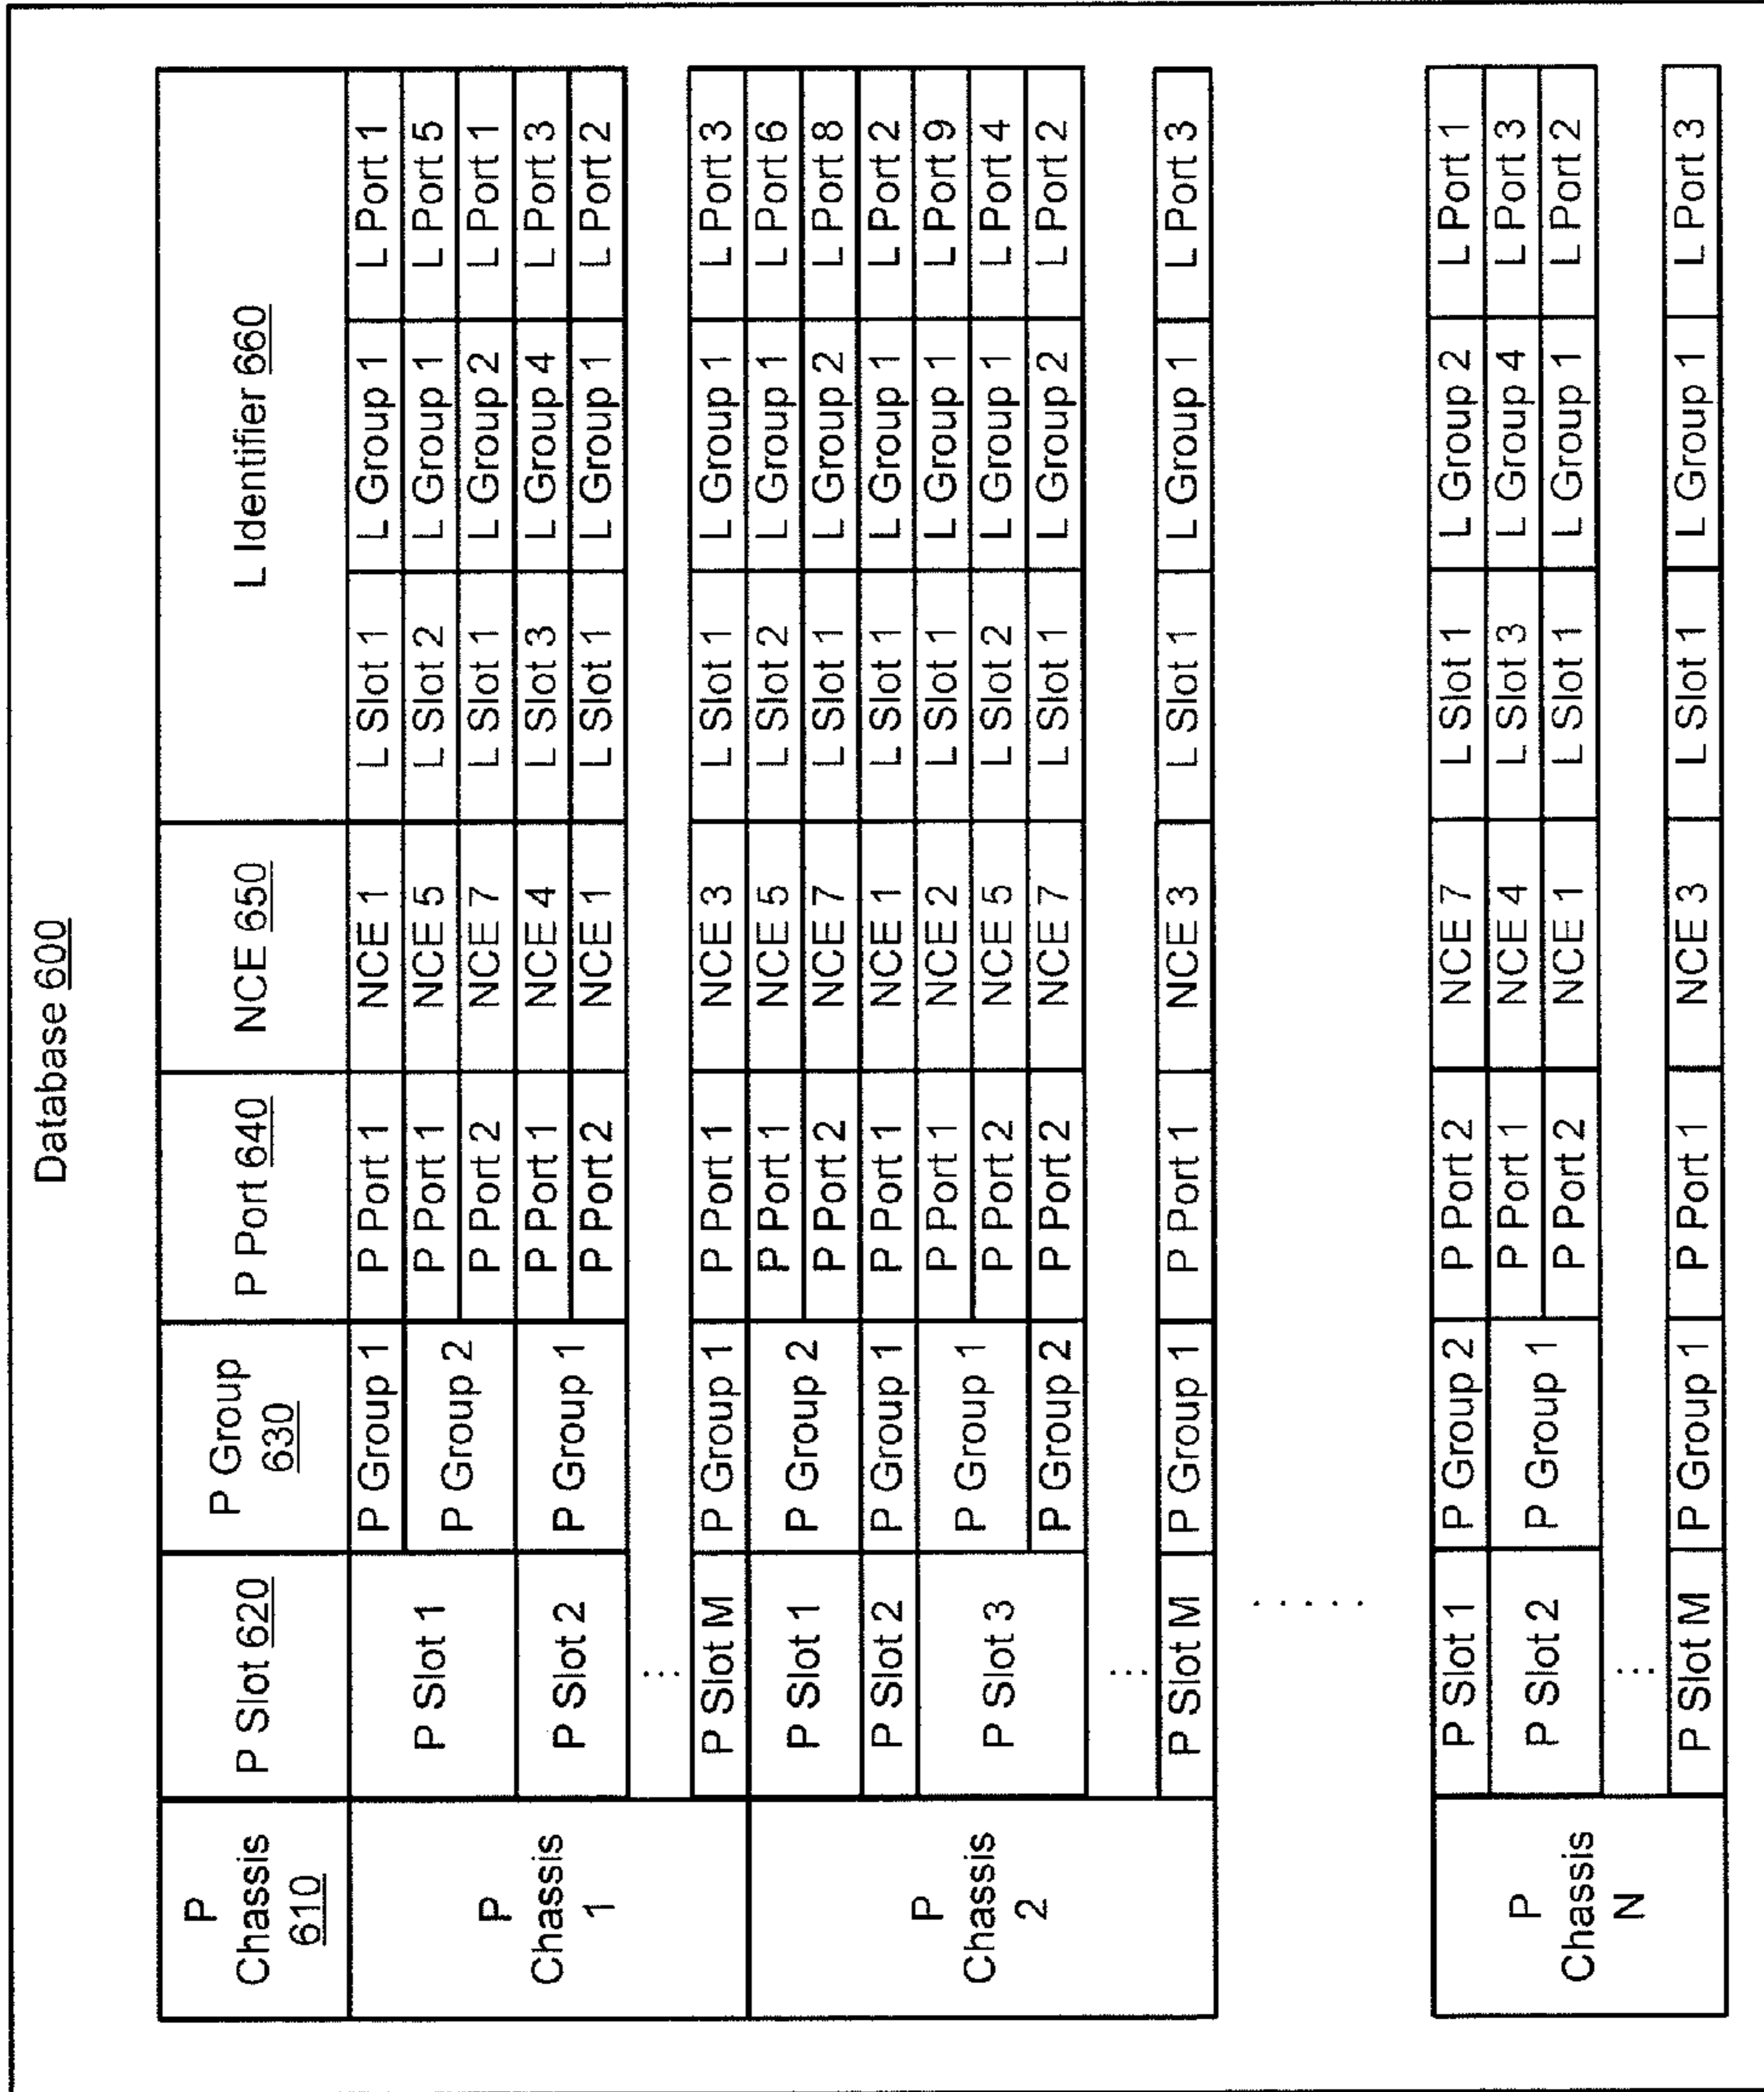 Database 600
P Chassis 610 P Slot 620 P Group 630 P Port 640 NCE 650 L Identifier 660
P Chassis 1 P Slot 1 P Group 1 P Port 1 NCE 1 L Slot 1 L Group 1 L Port 1
P Group 2 P Port 1 NCE 5 L Slot 2 L Group 1 L Port 5
P Port 2 NCE 7 L Slot 1 L Group 2 L Port 1
P Slot 2 P Group 1 P Port 1 NCE 4 L Slot 3 L Group 4 L Port 3
P Port 2 NCE 1 L Slot 1 L Group 1 L Port 2
...
P Slot M P Group 1 P Port 1 NCE 3 L Slot 1 L Group 1 L Port 3
P Chassis 2 P Slot 1 P Group 2 P Port 1 NCE 5 L Slot 2 L Group 1 L Port 6
P Port 2 NCE 7 L Slot 1 L Group 2 L Port 8
P Slot 2 P Group 1 P Port 1 NCE 1 L Slot 1 L Group 1 L Port 2
P Slot 3 P Group 1 P Port 1 NCE 2 L Slot 1 L Group 1 L Port 9
P Port 2 NCE 5 L Slot 2 L Group 1 L Port 4
P Group 2 P Port 2 NCE 7 L Slot 1 L Group 2 L Port 2
...
P Slot M P Group 1 P Port 1 NCE 3 L Slot 1 L Group 1 L Port 3
.....
P Chassis N P Slot 1 P Group 2 P Port 2 NCE 7 L Slot 1 L Group 2 L Port 1
P Slot 2 P Group 1 P Port 1 NCE 4 L Slot 3 L Group 4 L Port 3
P Port 2 NCE 1 L Slot 1 L Group 1 L Port 2
...
P Slot M P Group 1 P Port 1 NCE 3 L Slot 1 L Group 1 L Port 3